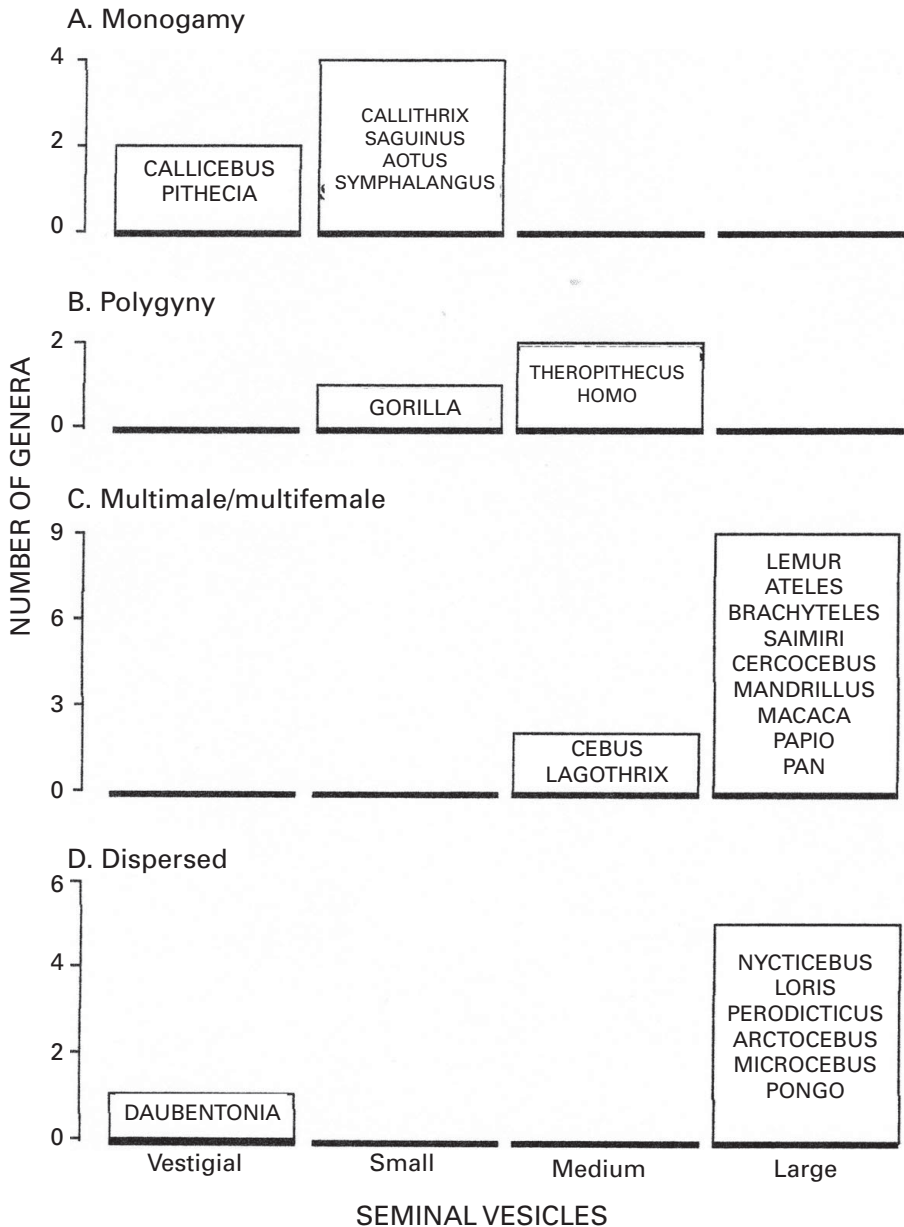 A. Monogamy
4
2
0
CALLICEBUS
PITHECIA
CALLITHRIX
SAGUINUS
AOTUS
SYMPHALANGUS
B. Polygyny
2
0
GORILLA
THEROPITHECUS
HOMO
NUMBER OF GENERA
C. Multimale/multifemale
9
6
3
0
CEBUS
LAGOTHRIX
LEMUR
ATELES
BRACHYTELES
SAIMIRI
CERCOCEBUS
MANDRILLUS
MACACA
PAPIO
PAN
D. Dispersed
6
4
2
0
DAUBENTONIA
NYCTICEBUS
LORIS
PERODICTICUS
ARCTOCEBUS
MICROCEBUS
PONGO
Vestigial
Small
Medium
Large
SEMINAL VESICLES